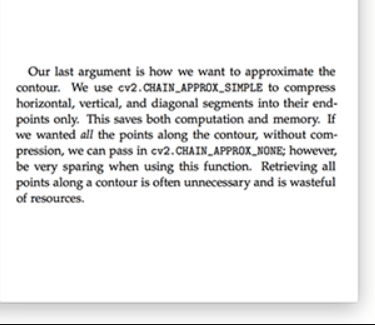 Our last argument is how we want to approximate the
contour. We use cv2.CHAIN_APPROX_SIMPLE to compress
horizontal, vertical, and diagonal segments into their end-
points only. This saves both computation and memory. If
we wanted all the points along the contour, without com-
pression, we can pass in cv2.CHAIN_APPROX_NONE; however,
be very sparing when using this function. Retrieving all
points along a contour is often unnecessary and is wasteful
of resources.